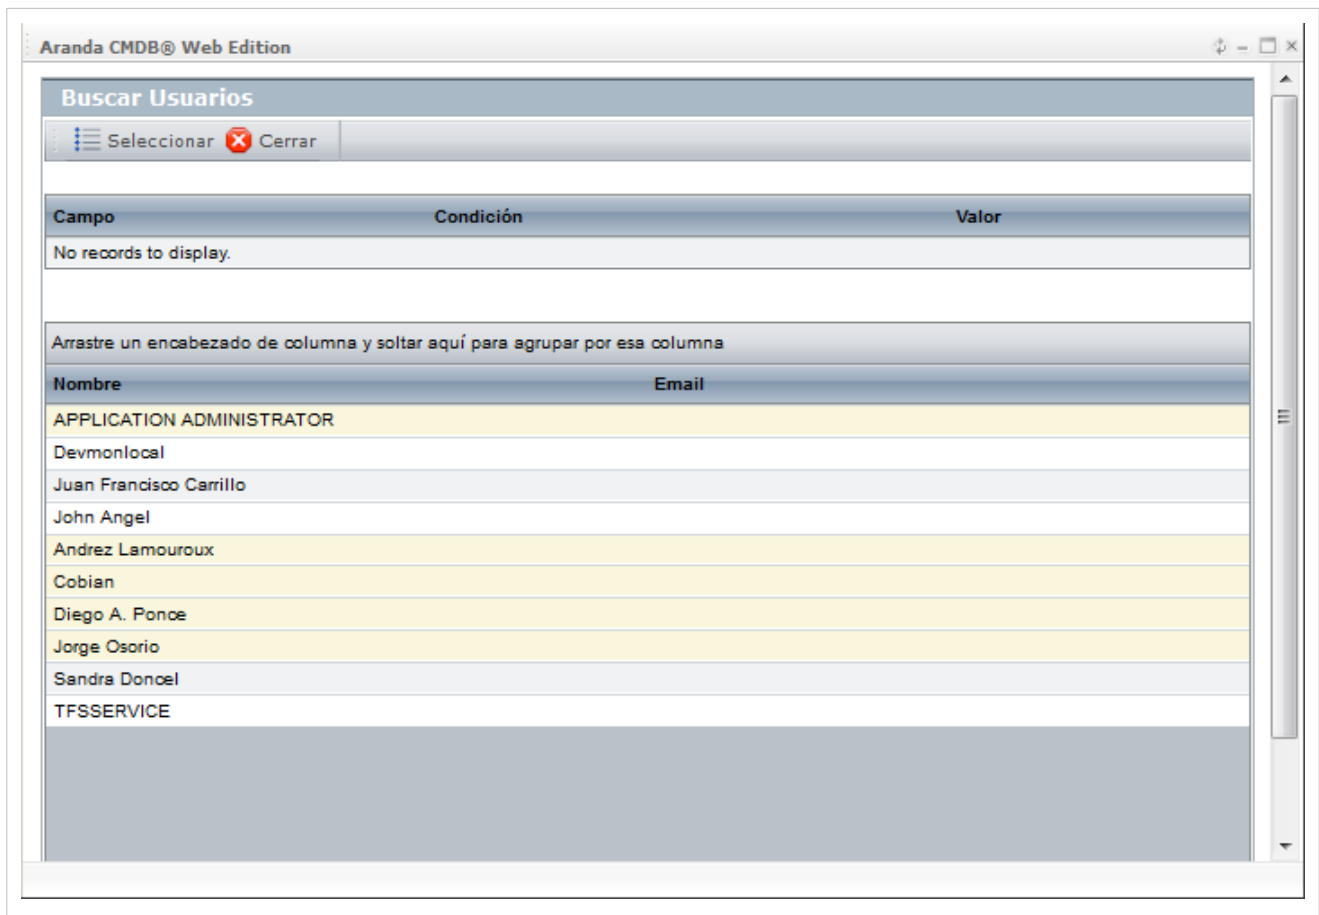 Aranda CMDB® Web Edition
Buscar Usuarios
Seleccionar Cerrar
Campo Condición Valor
No records to display.
Arrastre un encabezado de columna y soltar aquí para agrupar por esa columna
Nombre Email
APPLICATION ADMINISTRATOR
Devmonlocal
Juan Francisco Carrillo
John Angel
Andrez Lamouroux
Cobian
Diego A. Ponce
Jorge Osorio
Sandra Doncel
TFSSERVICE